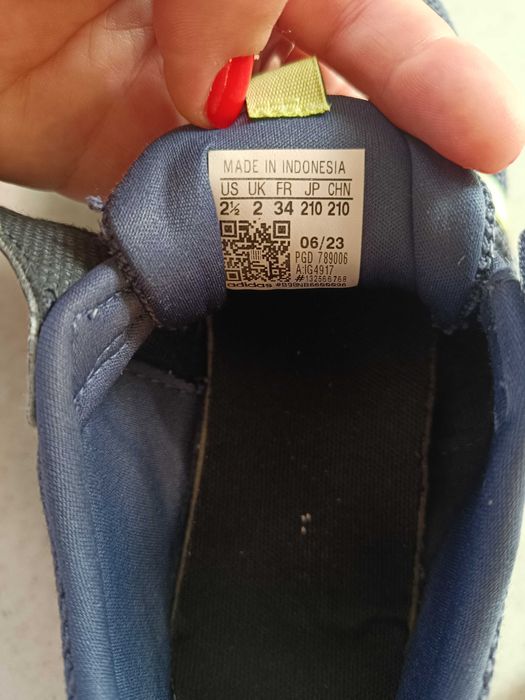 MADE IN INDONESIA
US UK FR JP CHN
2½ 2 34 210 210
06/23
PGD 789006
A:IG4917
#132566768
adidas